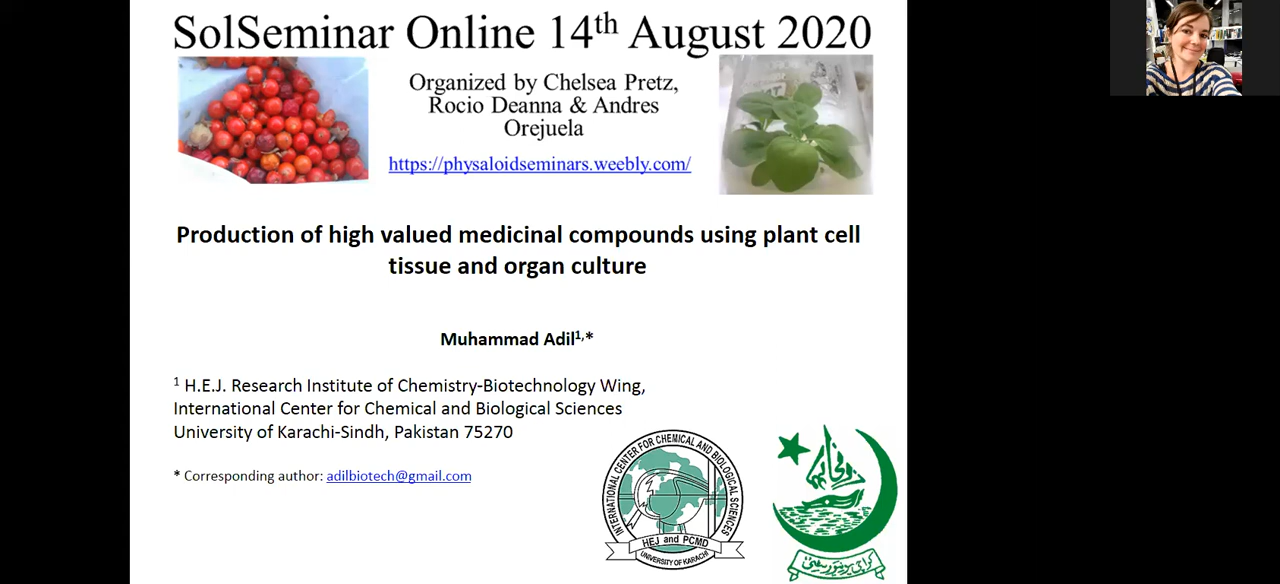 SolSeminar Online 14th August 2020
Organized by Chelsea Pretz,
Rocio Deanna & Andres
Orejuela
https://physaloidseminars.weebly.com/
Production of high valued medicinal compounds using plant cell
tissue and organ culture
Muhammad Adil1,*
1 H.E.J. Research Institute of Chemistry-Biotechnology Wing,
International Center for Chemical and Biological Sciences
University of Karachi-Sindh, Pakistan 75270
* Corresponding author: adilbiotech@gmail.com
INTERNATIONAL CENTER FOR CHEMICAL AND BIOLOGICAL SCIENCES
HEJ and PCMD
UNIVERSITY OF KARACHI